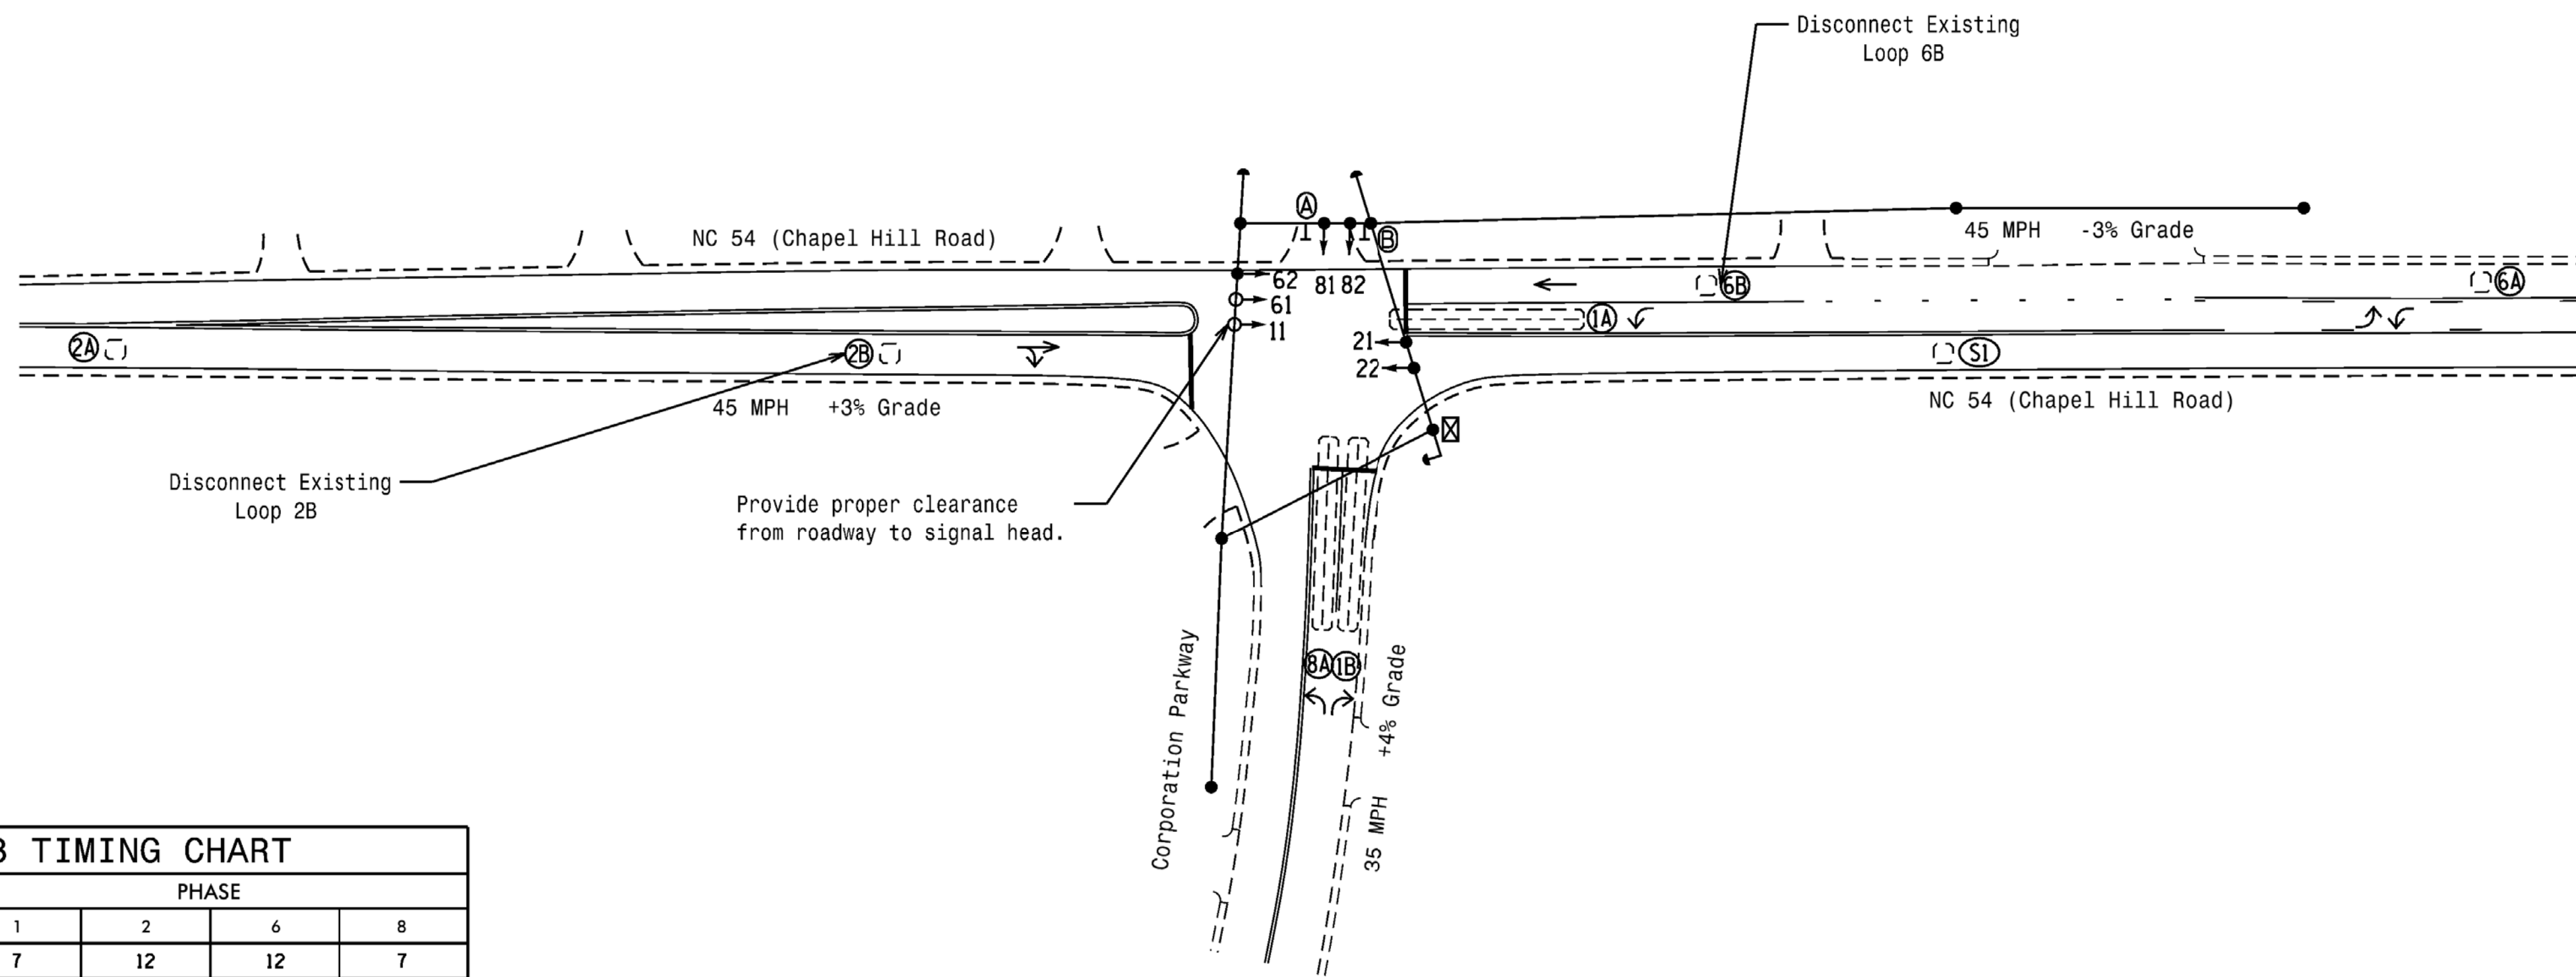 Disconnect Existing
Loop 6B
A
B
NC 54 (Chapel Hill Road)
45 MPH -3% Grade
62
61
11
81 82
6B
6A
1A
21
22
S1
2A
2B
45 MPH +3% Grade
NC 54 (Chapel Hill Road)
Disconnect Existing
Loop 2B
Provide proper clearance
from roadway to signal head.
8A 1B
Corporation Parkway
35 MPH +4% Grade
TIMING CHART
PHASE
1 2 6 8
7 12 12 7